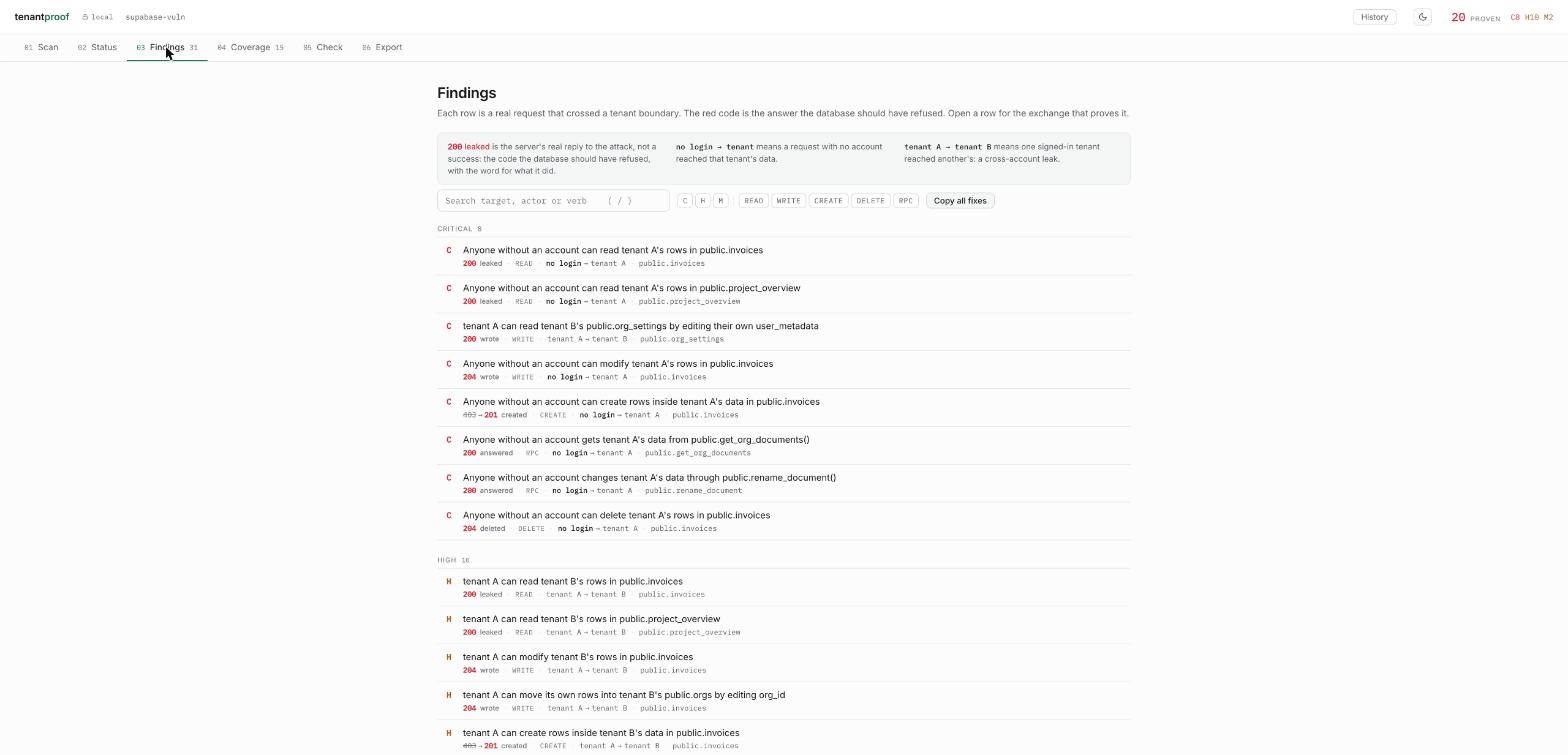 tenantproof local supabase-vuln History 20 PROVEN C8 H10 M2
01 Scan 02 Status 03 Findings 31 04 Coverage 15 05 Check 06 Export
Findings
Each row is a real request that crossed a tenant boundary. The red code is the answer the database should have refused. Open a row for the exchange that proves it.
200 leaked is the server's real reply to the attack, not a
success: the code the database should have refused,
with the word for what it did.
no login → tenant means a request with no account
reached that tenant's data.
tenant A → tenant B means one signed-in tenant
reached another's: a cross-account leak.
Search target, actor or verb ( / ) C H M READ WRITE CREATE DELETE RPC Copy all fixes
CRITICAL 8
C Anyone without an account can read tenant A's rows in public.invoices
200 leaked · READ · no login → tenant A · public.invoices
C Anyone without an account can read tenant A's rows in public.project_overview
200 leaked · READ · no login → tenant A · public.project_overview
C tenant A can read tenant B's public.org_settings by editing their own user_metadata
200 wrote · WRITE · tenant A → tenant B · public.org_settings
C Anyone without an account can modify tenant A's rows in public.invoices
204 wrote · WRITE · no login → tenant A · public.invoices
C Anyone without an account can create rows inside tenant A's data in public.invoices
403 → 201 created · CREATE · no login → tenant A · public.invoices
C Anyone without an account gets tenant A's data from public.get_org_documents()
200 answered · RPC · no login → tenant A · public.get_org_documents
C Anyone without an account changes tenant A's data through public.rename_document()
200 answered · RPC · no login → tenant A · public.rename_document
C Anyone without an account can delete tenant A's rows in public.invoices
204 deleted · DELETE · no login → tenant A · public.invoices
HIGH 10
H tenant A can read tenant B's rows in public.invoices
200 leaked · READ · tenant A → tenant B · public.invoices
H tenant A can read tenant B's rows in public.project_overview
200 leaked · READ · tenant A → tenant B · public.project_overview
H tenant A can modify tenant B's rows in public.invoices
204 wrote · WRITE · tenant A → tenant B · public.invoices
H tenant A can move its own rows into tenant B's public.orgs by editing org_id
204 wrote · WRITE · tenant A → tenant B · public.invoices
H tenant A can create rows inside tenant B's data in public.invoices
403 → 201 created · CREATE · tenant A → tenant B · public.invoices